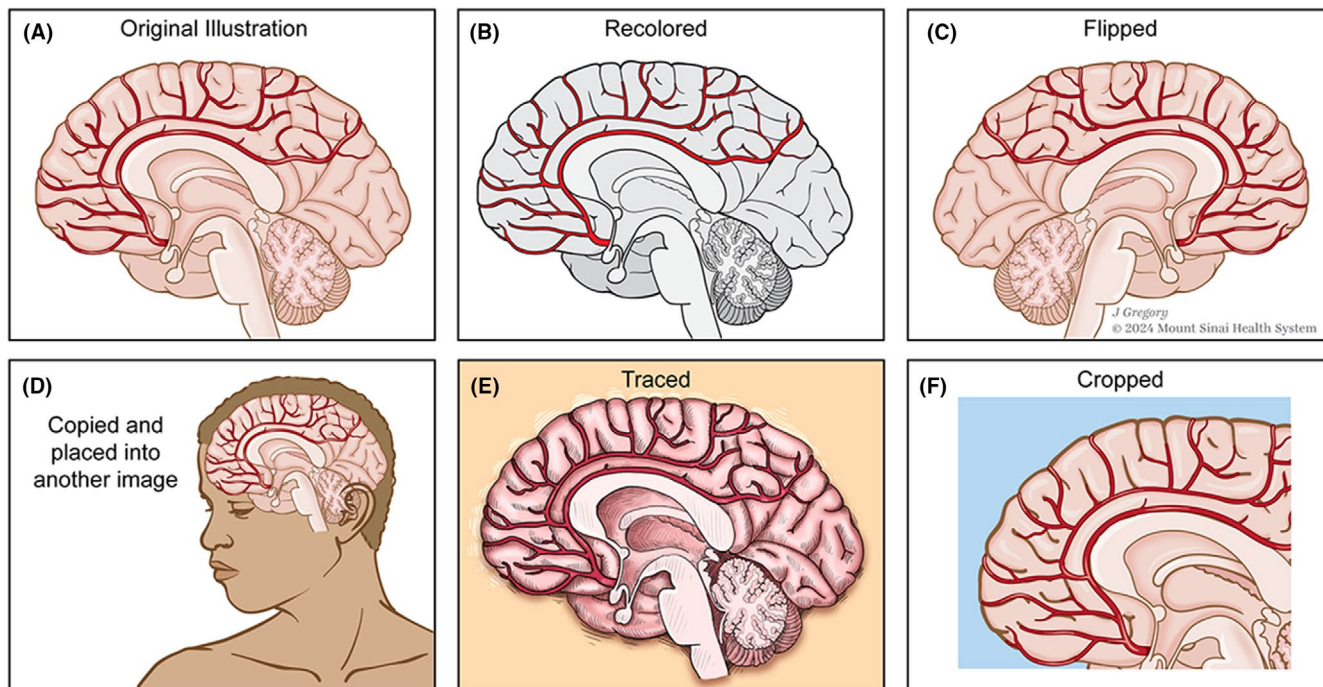 (A)
Original Illustration
(B)
Recolored
(C)
Flipped
J Gregory
© 2024 Mount Sinai Health System
(D)
Copied and
placed into
another image
(E)
Traced
(F)
Cropped